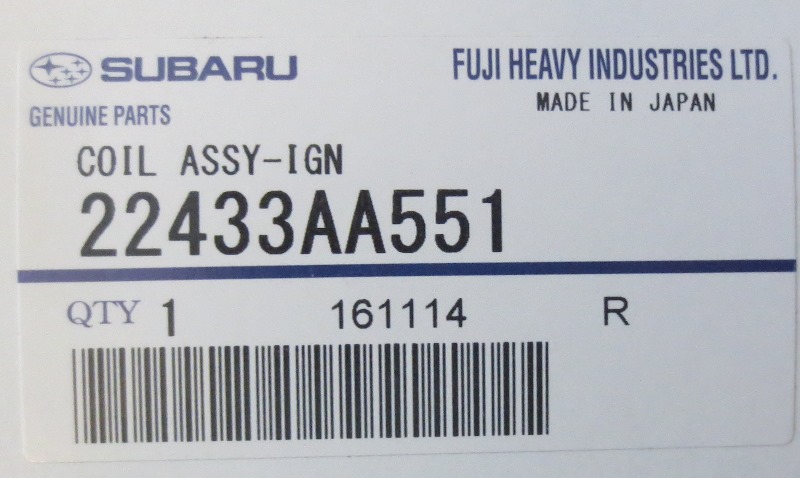 SUBARU
FUJI HEAVY INDUSTRIES LTD.
GENUINE PARTS
MADE IN JAPAN
COIL ASSY-IGN
22433AA551
QTY 1 161114 R